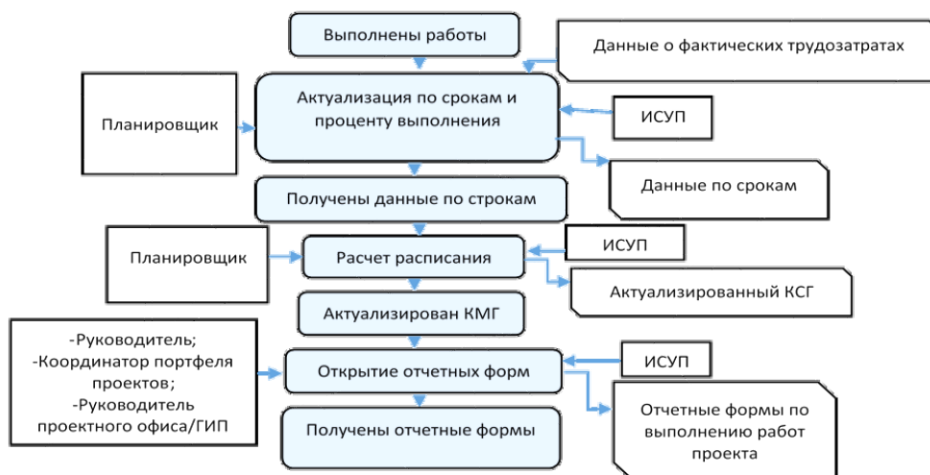 Выполнены работы
Данные о фактических трудозатратах
Планировщик
Актуализация по срокам и
проценту выполнения
ИСУП
Данные по срокам
Получены данные по строкам
Планировщик
Расчет расписания
ИСУП
Актуализированный КСГ
Актуализирован КМГ
-Руководитель;
-Координатор портфеля
проектов;
-Руководитель
проектного офиса/ГИП
Открытие отчетных форм
ИСУП
Отчетные формы по
выполнению работ
проекта
Получены отчетные формы